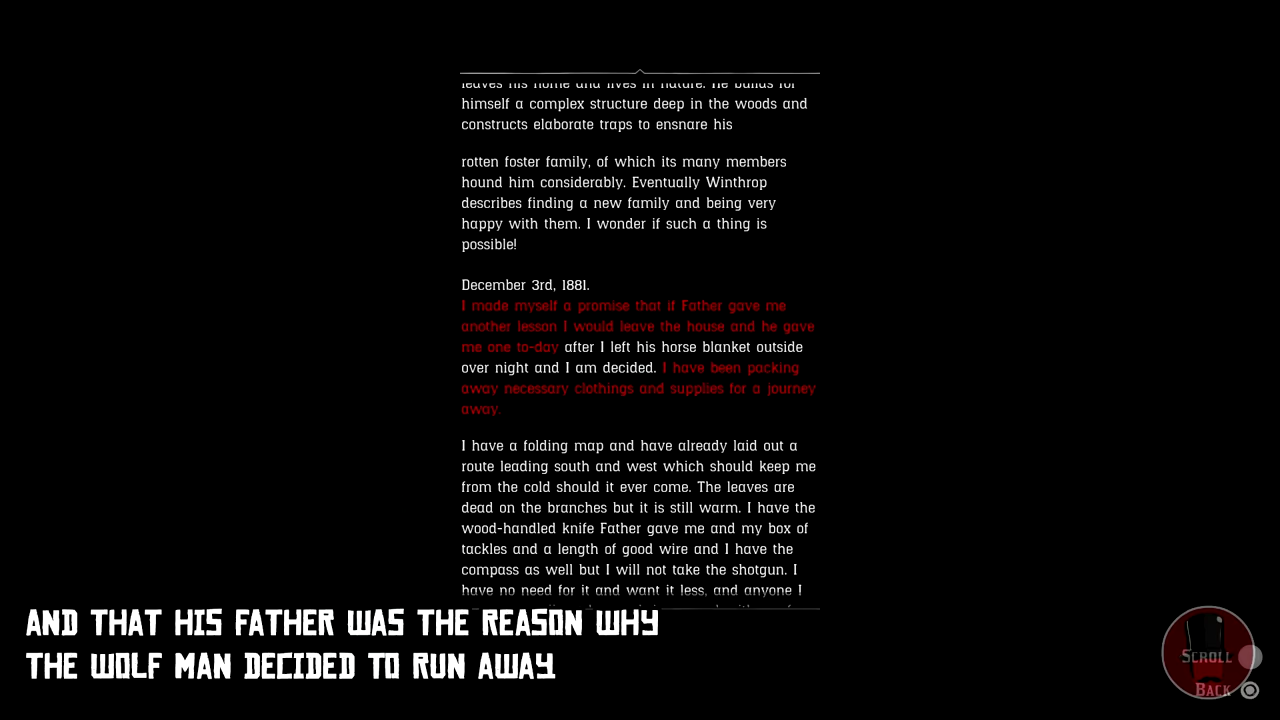 leaves his home and lives in nature. He builds for
himself a complex structure deep in the woods and
constructs elaborate traps to ensnare his
rotten foster family, of which its many members
hound him considerably. Eventually Winthrop
describes finding a new family and being very
happy with them. I wonder if such a thing is
possible!
December 3rd, 1881.
I made myself a promise that if Father gave me
another lesson I would leave the house and he gave
me one to-day after I left his horse blanket outside
over night and I am decided. I have been packing
away necessary clothings and supplies for a journey
away.
I have a folding map and have already laid out a
route leading south and west which should keep me
from the cold should it ever come. The leaves are
dead on the branches but it is still warm. I have the
wood-handled knife Father gave me and my box of
tackles and a length of good wire and I have the
compass as well but I will not take the shotgun. I
have no need for it and want it less, and anyone I
AND THAT HIS FATHER WAS THE REASON WHY
THE WOLF MAN DECIDED TO RUN AWAY
SCROLL
BACK